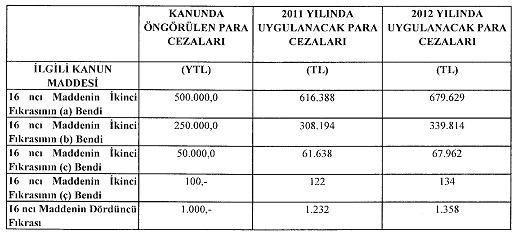 KANUNDA ÖNGÖRÜLEN PARA CEZALARI
2011 YILINDA UYGULANACAK PARA CEZALARI
2012 YILINDA UYGULANACAK PARA CEZALARI
İLGİLİ KANUN MADDESİ (YTL) (TL) (TL)
16 ncı Maddenin İkinci
Fıkrasının (a) Bendi 500.000,0 616.388 679.629
16 ncı Maddenin İkinci
Fıkrasının (b) Bendi 250.000,0 308.194 339.814
16 ncı Maddenin İkinci
Fıkrasının (c) Bendi 50.000,0 61.638 67.962
16 ncı Maddenin İkinci
Fıkrasının (ç) Bendi 100,- 122 134
16 ncı Maddenin Dördüncü
Fıkrası 1.000,- 1.232 1.358